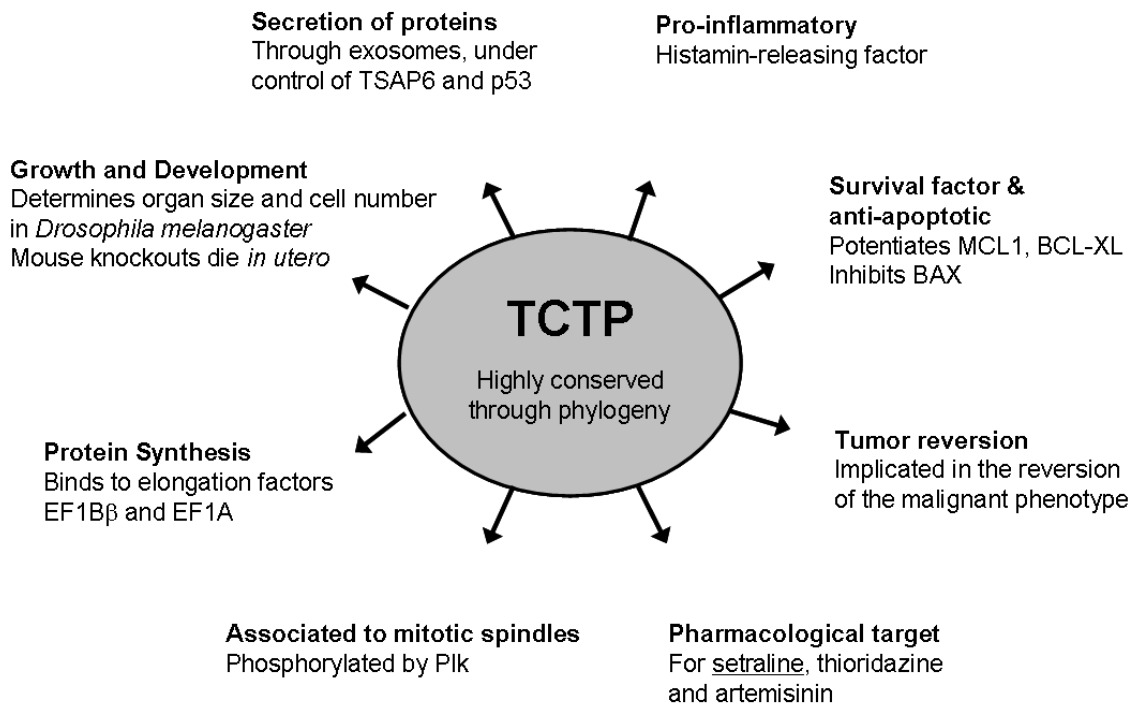 Secretion of proteins
Through exosomes, under
control of TSAP6 and p53
Pro-inflammatory
Histamin-releasing factor
Growth and Development
Determines organ size and cell number
in Drosophila melanogaster
Mouse knockouts die in utero
Survival factor &
anti-apoptotic
Potentiates MCL1, BCL-XL
Inhibits BAX
TCTP
Highly conserved
through phylogeny
Protein Synthesis
Binds to elongation factors
EF1Bβ and EF1A
Tumor reversion
Implicated in the reversion
of the malignant phenotype
Associated to mitotic spindles
Phosphorylated by Plk
Pharmacological target
For setraline, thioridazine
and artemisinin